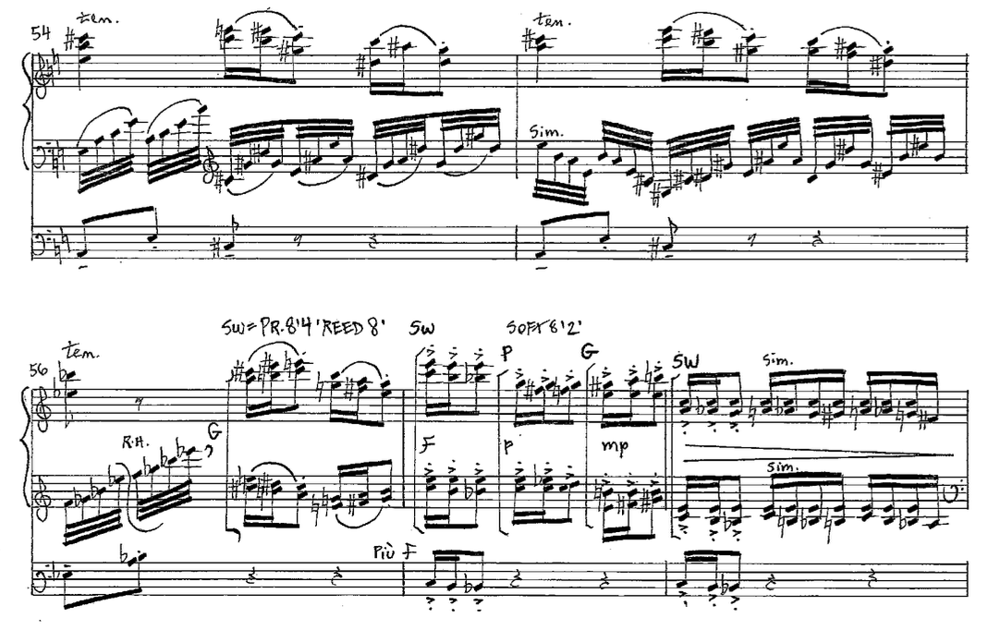 54 ten. ten.
sim.
SW=PR.8'4'REED 8' SW SOFT 8'2'
56 ten. P G SW sim.
R.H. G F P mp
sim.
PIÙ F